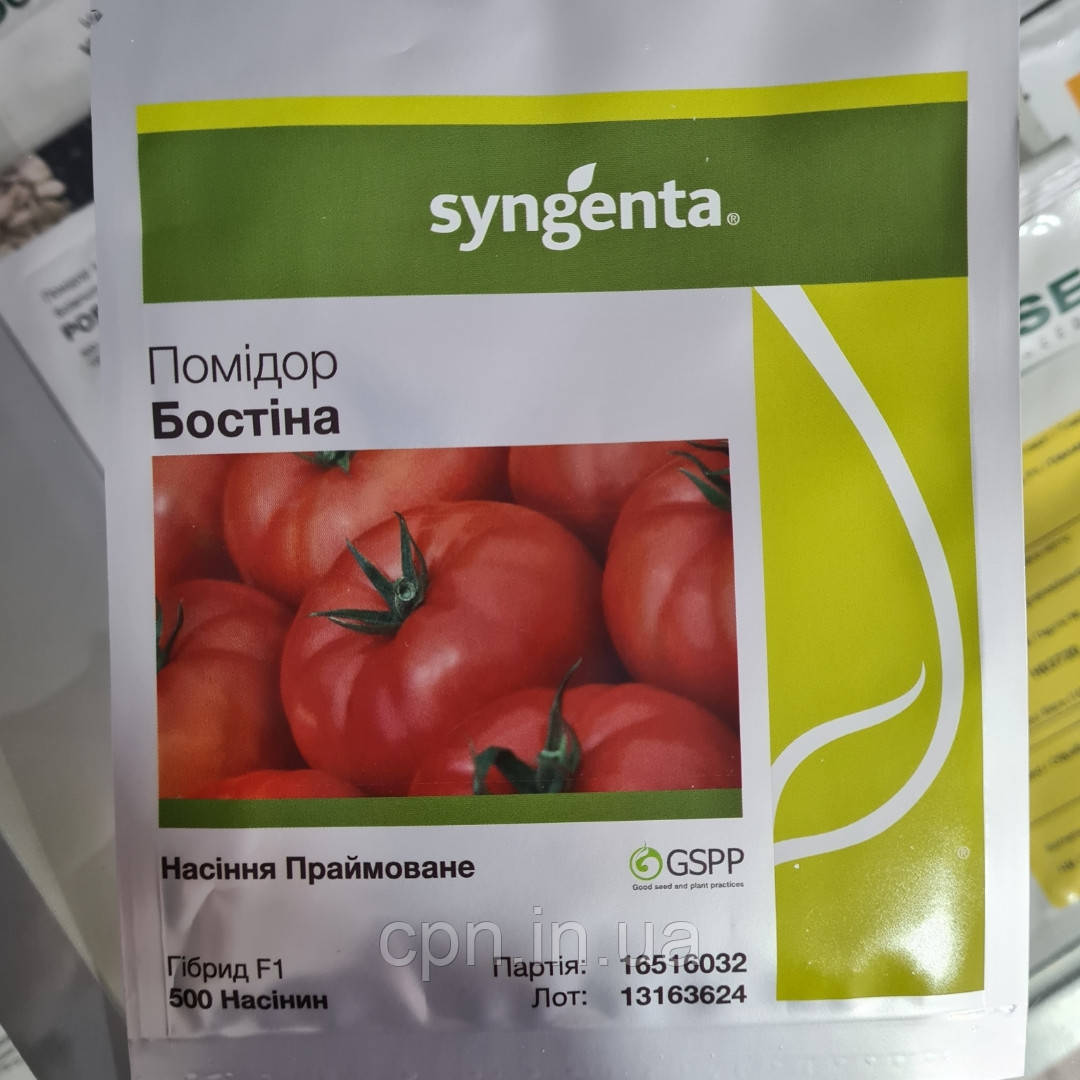 syngenta®
Помідор
Бостіна
Насіння Праймоване
GSPP
Good seed and plant practices
®
cpn.in.ua
Гібрид F1
500 Насінин
Партія: 16516032
Лот: 13163624
SE